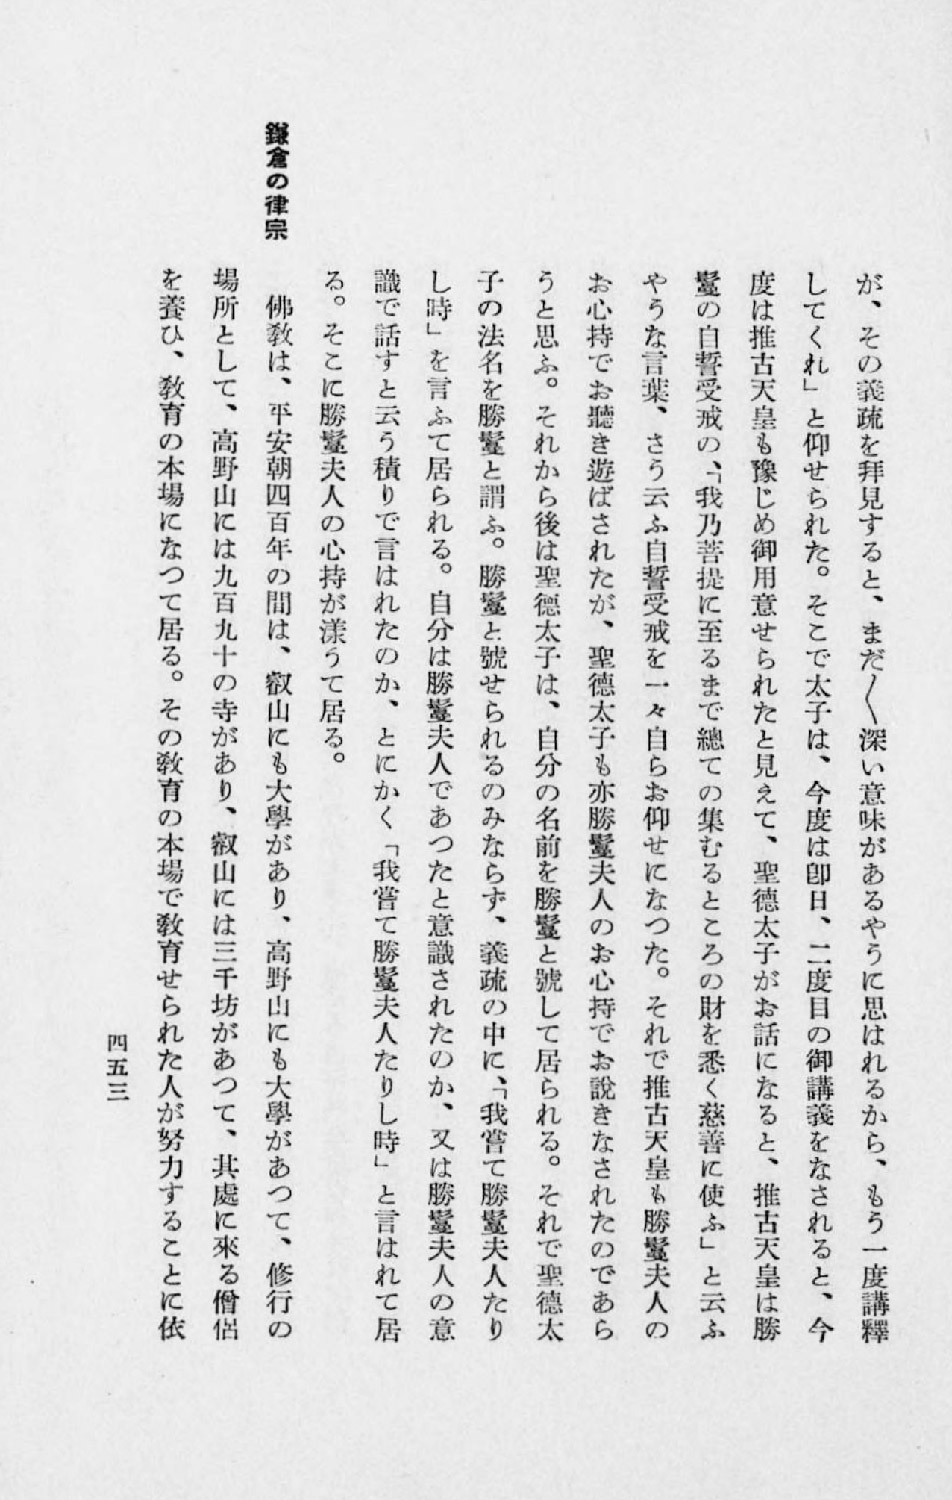 が、その義疏を拜見すると、まだ〳〵深い意味があるやうに思はれるから、もう一度講釋
してくれ」と仰せられた。そこで太子は、今度は卽日、二度目の御講義をなされると、今
度は推古天皇も豫じめ御用意せられたと見えて、聖德太子がお話になると、推古天皇は勝
鬘の自誓受戒の、「我乃菩提に至るまで總ての集むるところの財を悉く慈善に使ふ」と云ふ
やうな言葉、さう云ふ自誓受戒を一々自らお仰せになつた。それで推古天皇も勝鬘夫人の
お心持でお聽き遊ばされたが、聖德太子も亦勝鬘夫人のお心持でお說きなされたのであら
うと思ふ。それから後は聖德太子は、自分の名前を勝鬘と號して居られる。それで聖德太
子の法名を勝鬘と謂ふ。勝鬘と號せられるのみならず、義疏の中に、「我嘗て勝鬘夫人たり
し時」を言ふて居られる。自分は勝鬘夫人であつたと意識されたのか、又は勝鬘夫人の意
識で話すと云う積りで言はれたのか、とにかく「我嘗て勝鬘夫人たりし時」と言はれて居
る。そこに勝鬘夫人の心持が漾うて居る。
鎌倉の律宗
佛敎は、平安朝四百年の間は、叡山にも大學があり、高野山にも大學があつて、修行の
場所として、高野山には九百九十の寺があり、叡山には三千坊があつて、其處に來る僧侶
を養ひ、敎育の本場になつて居る。その敎育の本場で敎育せられた人が努力することに依
四五三